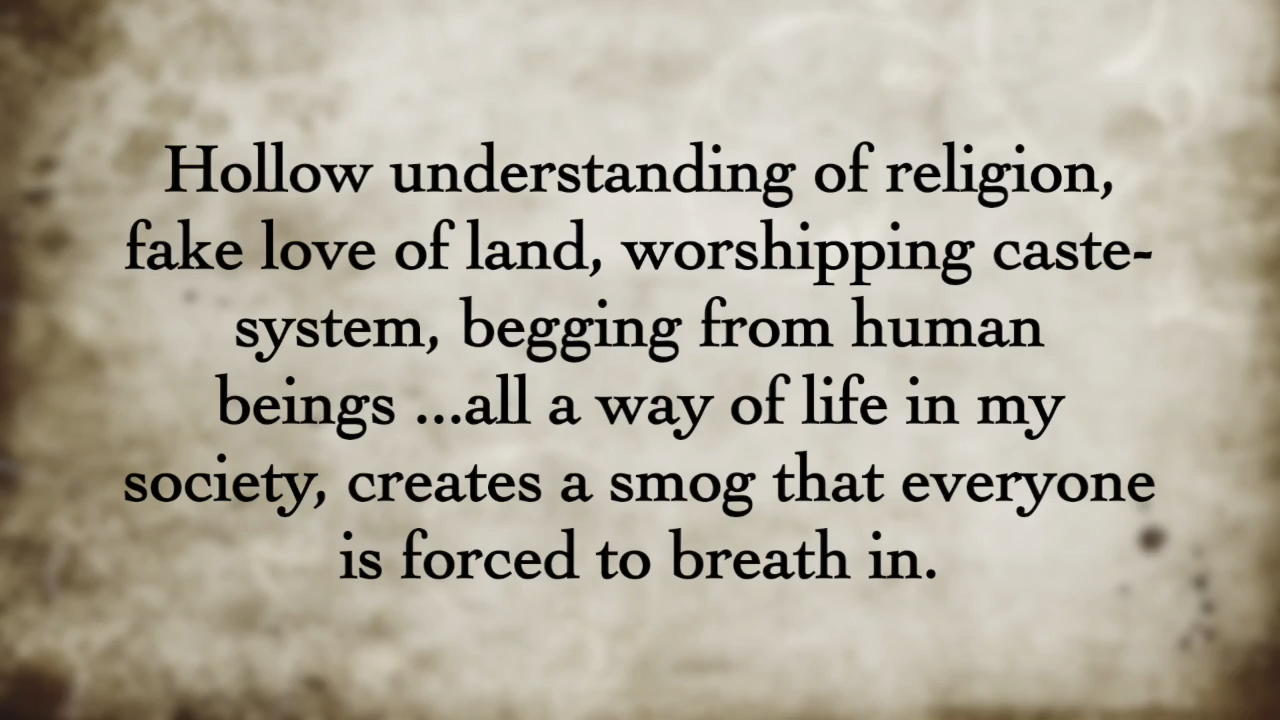 Hollow understanding of religion,
fake love of land, worshipping caste-
system, begging from human
beings ...all a way of life in my
society, creates a smog that everyone
is forced to breath in.